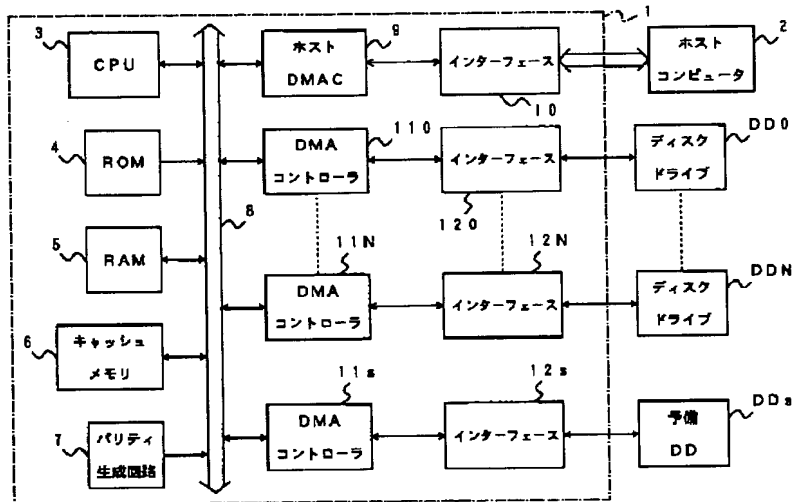 1
3
CPU
ホスト
DMAC
9
インターフェース
10
ホスト
コンピュータ
2
4
ROM
DMA
コントローラ
110
インターフェース
120
ディスク
ドライブ
DD0
8
5
RAM
11N
DMA
コントローラ
12N
インターフェース
ディスク
ドライブ
DDN
6
キャッシュ
メモリ
11s
DMA
コントローラ
12s
インターフェース
予備
DD
DDs
7
パリティ
生成回路